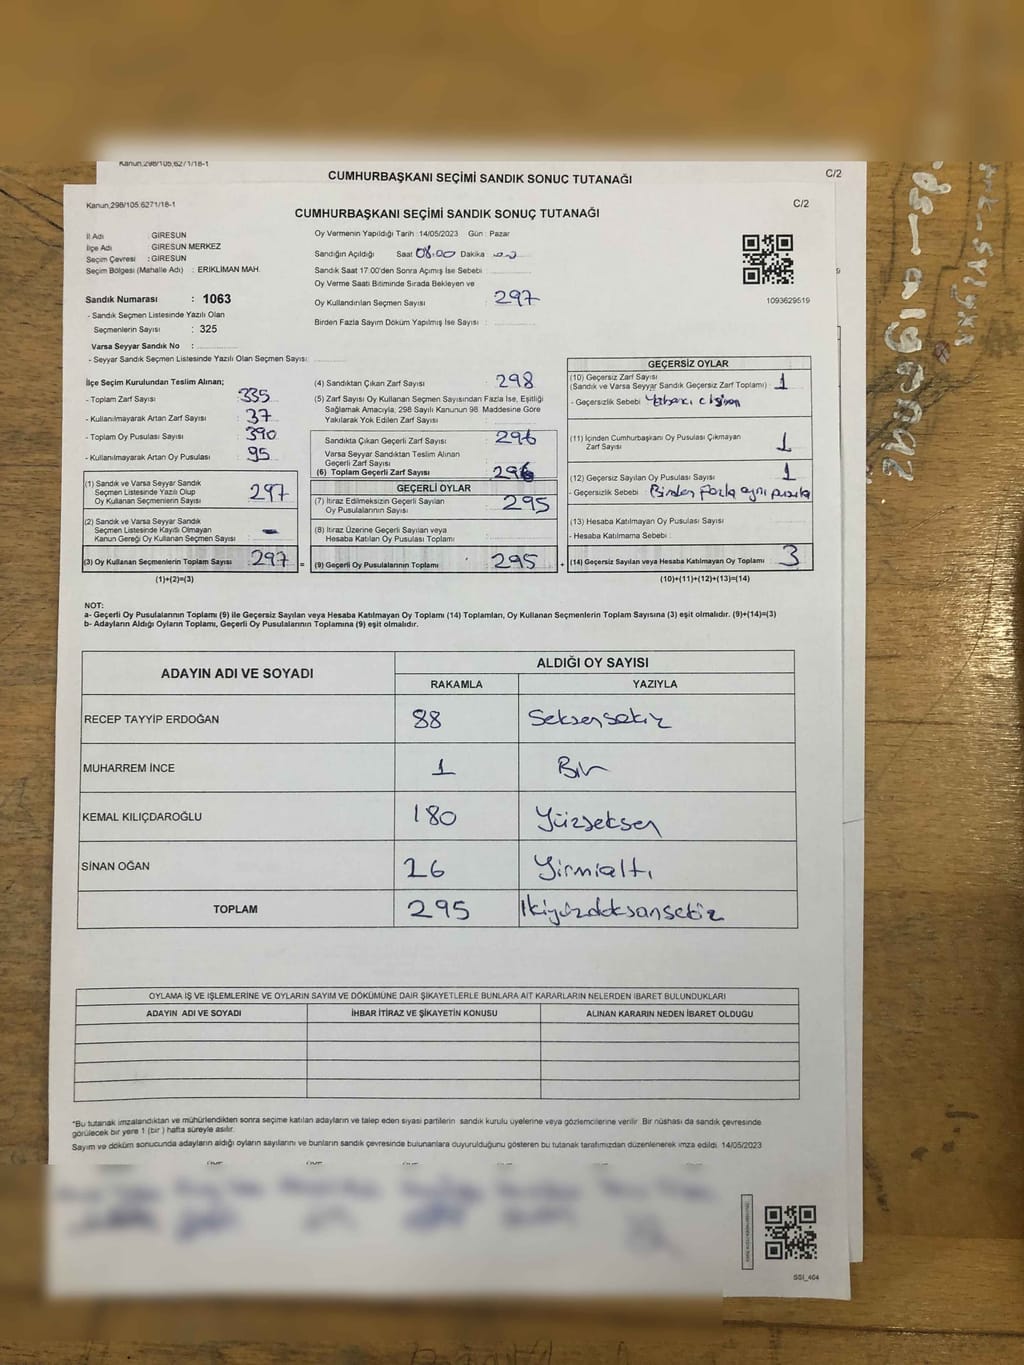 Kanun,298/105,6271/18-1
CUMHURBAŞKANI SEÇİMİ SANDIK SONUÇ TUTANAĞI
C/2
Kanun,298/105,6271/18-1
CUMHURBAŞKANI SEÇİMİ SANDIK SONUÇ TUTANAĞI
C/2
İl Adı : GİRESUN
İlçe Adı : GİRESUN MERKEZ
Seçim Çevresi : GİRESUN
Seçim Bölgesi (Mahalle Adı) : ERİKLİMAN MAH.
Sandık Numarası : 1063
- Sandık Seçmen Listesinde Yazılı Olan
Seçmenlerin Sayısı : 325
Varsa Seyyar Sandık No :
- Seyyar Sandık Seçmen Listesinde Yazılı Olan Seçmen Sayısı:
Oy Vermenin Yapıldığı Tarih :14/05/2023 Gün : Pazar
Sandığın Açıldığı Saat 08:00 Dakika :
Sandık Saat 17.00'den Sonra Açımış İse Sebebi :
Oy Verme Saati Bitiminde Sırada Bekleyen ve
Oy Kullandırılan Seçmen Sayısı : 297
Birden Fazla Sayım Döküm Yapılmış İse Sayısı :
1093629519
İlçe Seçim Kurulundan Teslim Alınan;
- Toplam Zarf Sayısı : 335
- Kullanılmayarak Artan Zarf Sayısı : 37
- Toplam Oy Pusulası Sayısı : 390
- Kullanılmayarak Artan Oy Pusulası : 95
(1) Sandık ve Varsa Seyyar Sandık
Seçmen Listesinde Yazılı Olup
Oy Kullanan Seçmenlerin Sayısı : 297
(2) Sandık ve Varsa Seyyar Sandık
Seçmen Listesinde Kayıtlı Olmayan
Kanun Gereği Oy Kullanan Seçmen Sayısı : -
(3) Oy Kullanan Seçmenlerin Toplam Sayısı : 297
(1)+(2)=(3)
(4) Sandıktan Çıkan Zarf Sayısı : 298
(5) Zarf Sayısı Oy Kullanan Seçmen Sayısından Fazla İse, Eşitliği
Sağlamak Amacıyla, 298 Sayılı Kanunun 98. Maddesine Göre
Yakılarak Yok Edilen Zarf Sayısı :
Sandıkta Çıkan Geçerli Zarf Sayısı : 296
Varsa Seyyar Sandıktan Teslim Alınan
Geçerli Zarf Sayısı :
(6) Toplam Geçerli Zarf Sayısı : 296
GEÇERLİ OYLAR
(7) İtiraz Edilmeksizin Geçerli Sayılan
Oy Pusulalarının Sayısı : 295
(8) İtiraz Üzerine Geçerli Sayılan veya
Hesaba Katılan Oy Pusulası Toplamı :
= (9) Geçerli Oy Pusulalarının Toplamı : 295 +
GEÇERSİZ OYLAR
(10) Geçersiz Zarf Sayısı
(Sandık ve Varsa Seyyar Sandık Geçersiz Zarf Toplamı) : 1
- Geçersizlik Sebebi : Yabancı cisim
(11) İçinden Cumhurbaşkanı Oy Pusulası Çıkmayan
Zarf Sayısı : 1
(12) Geçersiz Sayılan Oy Pusulası Sayısı : 1
- Geçersizlik Sebebi : Birden fazla aynı pusula
(13) Hesaba Katılmayan Oy Pusulası Sayısı :
- Hesaba Katılmama Sebebi :
(14) Geçersiz Sayılan veya Hesaba Katılmayan Oy Toplamı : 3
(10)+(11)+(12)+(13)=(14)
NOT:
a- Geçerli Oy Pusulalarının Toplamı (9) ile Geçersiz Sayılan veya Hesaba Katılmayan Oy Toplamı (14) Toplamları, Oy Kullanan Seçmenlerin Toplam Sayısına (3) eşit olmalıdır. (9)+(14)=(3)
b- Adayların Aldığı Oyların Toplamı, Geçerli Oy Pusulalarının Toplamına (9) eşit olmalıdır.
ADAYIN ADI VE SOYADI
ALDIĞI OY SAYISI
RAKAMLA YAZIYLA
RECEP TAYYİP ERDOĞAN 88 Seksensekiz
MUHARREM İNCE 1 Bir
KEMAL KILIÇDAROĞLU 180 Yüzseksen
SİNAN OĞAN 26 Yirmialtı
TOPLAM 295 İkiyüzdoksansekiz
OYLAMA İŞ VE İŞLEMLERİNE VE OYLARIN SAYIM VE DÖKÜMÜNE DAİR ŞİKAYETLERLE BUNLARA AİT KARARLARIN NELERDEN İBARET BULUNDUKLARI
ADAYIN ADI VE SOYADI İHBAR İTİRAZ VE ŞİKAYETİN KONUSU ALINAN KARARIN NEDEN İBARET OLDUĞU
*Bu tutanak imzalandıktan ve mühürlendikten sonra seçime katılan adayların ve talep eden siyasi partilerin sandık kurulu üyelerine veya gözlemcilerine verilir. Bir nüshası da sandık çevresinde
görülecek bir yere 1 (bir ) hafta süreyle asılır.
Sayım ve döküm sonucunda adayların aldığı oyların sayılarını ve bunların sandık çevresinde bulunanlara duyurulduğunu gösteren bu tutanak tarafımızdan düzenlenerek imza edildi. 14/05/2023
SSI_464